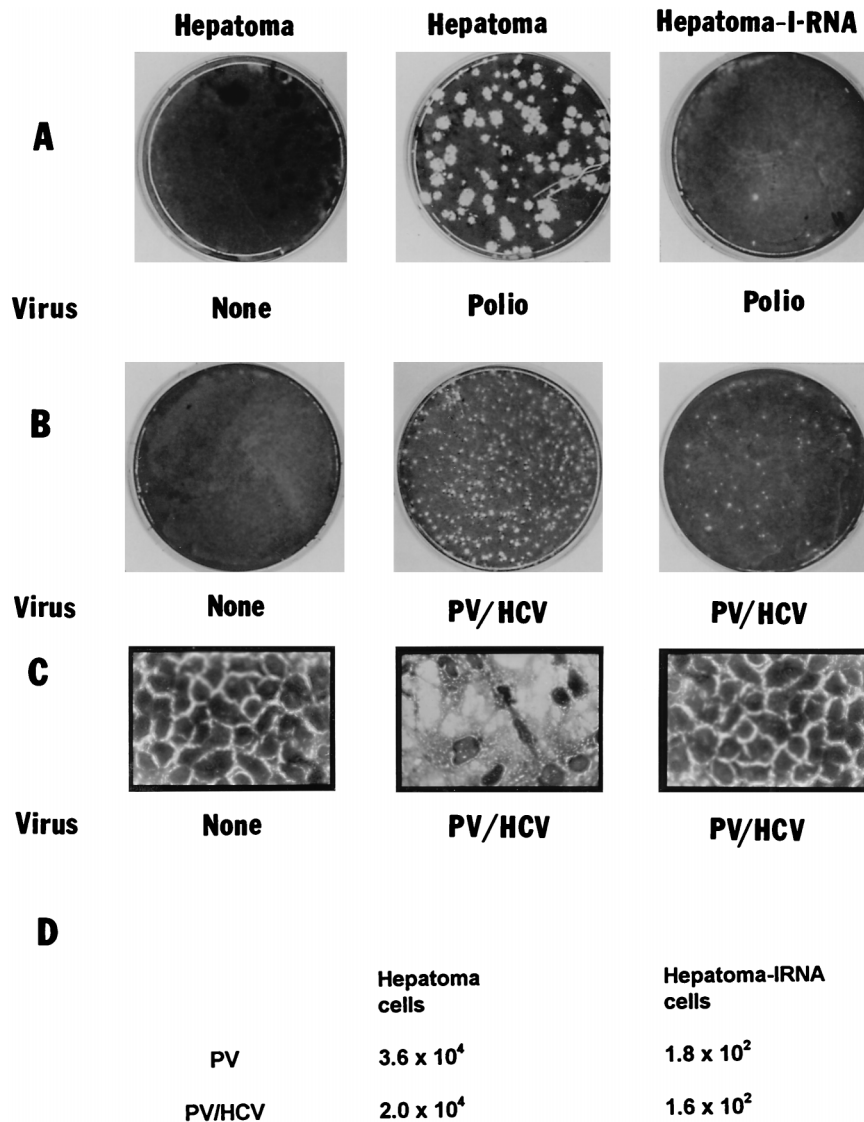 Hepatoma Hepatoma Hepatoma-I-RNA
A
Virus None Polio Polio
B
Virus None PV/HCV PV/HCV
C
Virus None PV/HCV PV/HCV
D
Hepatoma cells Hepatoma-IRNA cells
PV 3.6 x 10⁴ 1.8 x 10²
PV/HCV 2.0 x 10⁴ 1.6 x 10²